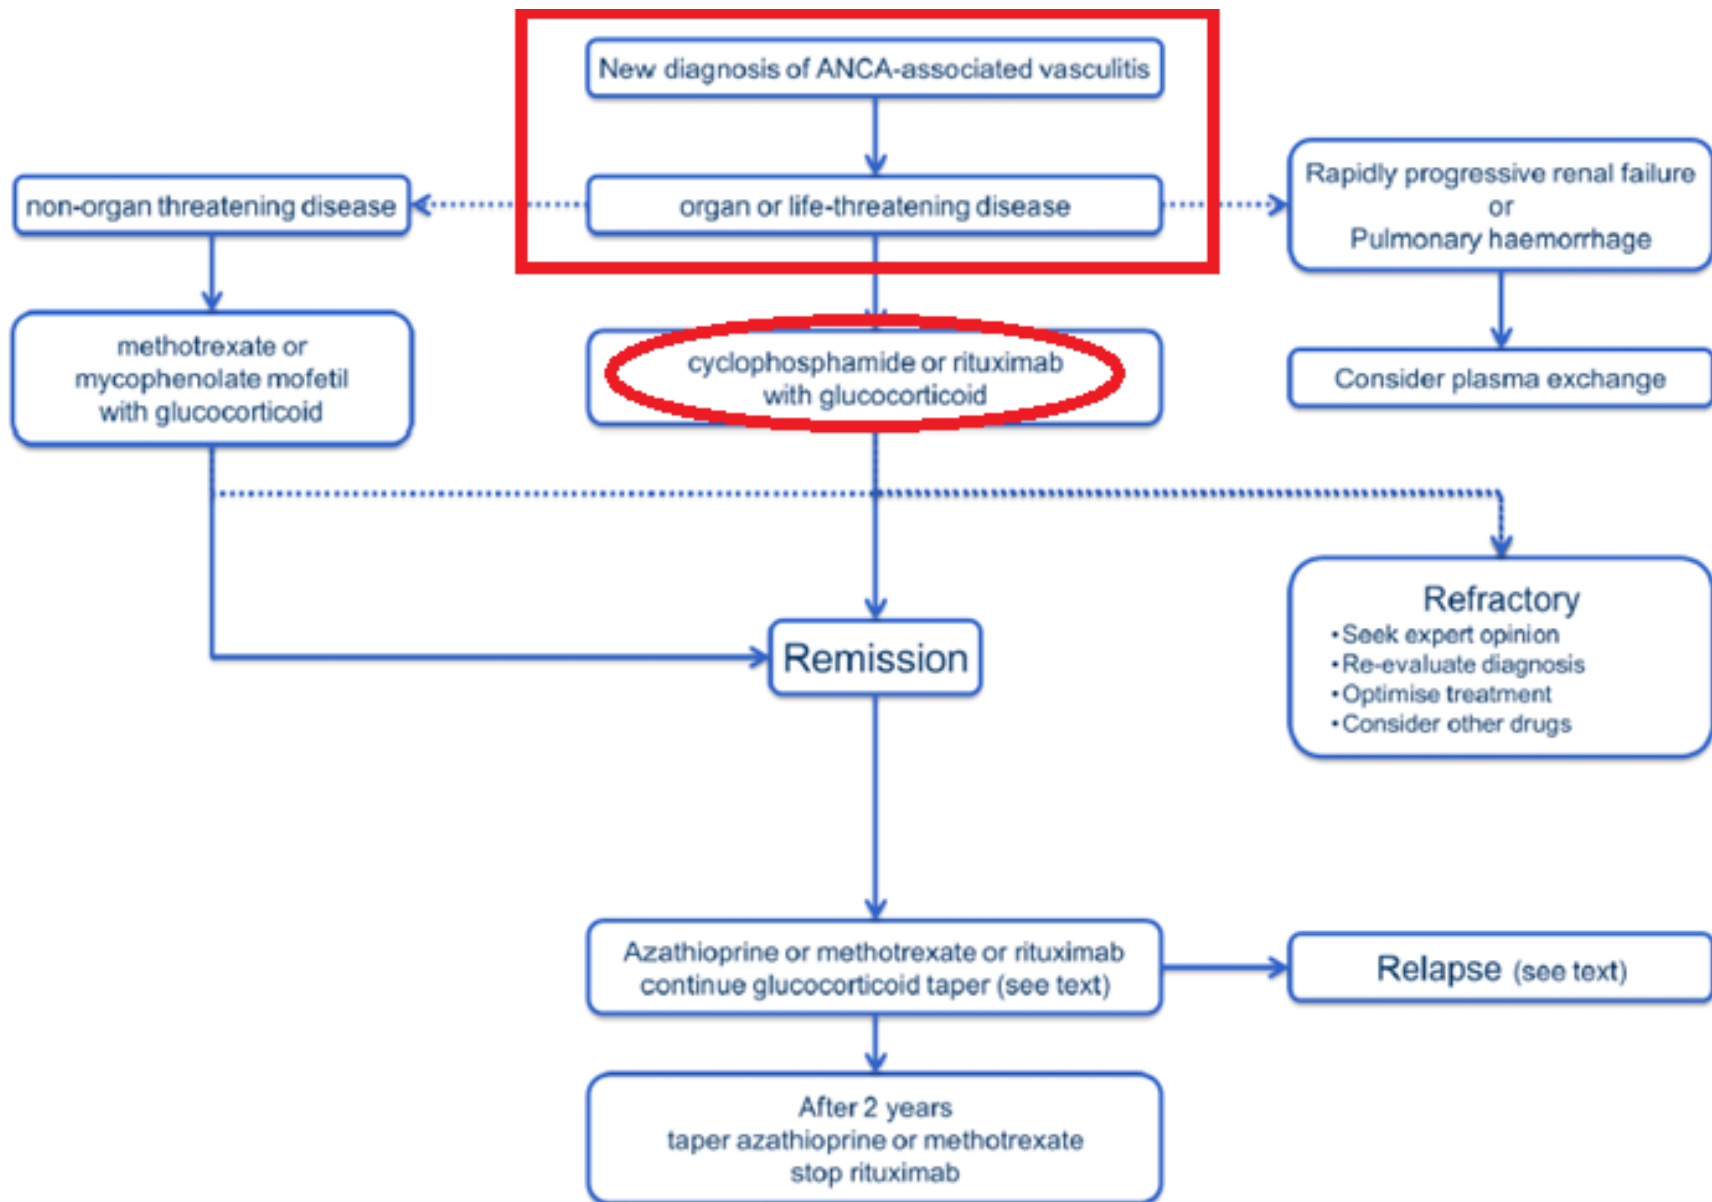 New diagnosis of ANCA-associated vasculitis
non-organ threatening disease
organ or life-threatening disease
Rapidly progressive renal failure
or
Pulmonary haemorrhage
methotrexate or
mycophenolate mofetil
with glucocorticoid
cyclophosphamide or rituximab
with glucocorticoid
Consider plasma exchange
Remission
Refractory
•Seek expert opinion
•Re-evaluate diagnosis
•Optimise treatment
•Consider other drugs
Azathioprine or methotrexate or rituximab
continue glucocorticoid taper (see text)
Relapse (see text)
After 2 years
taper azathioprine or methotrexate
stop rituximab